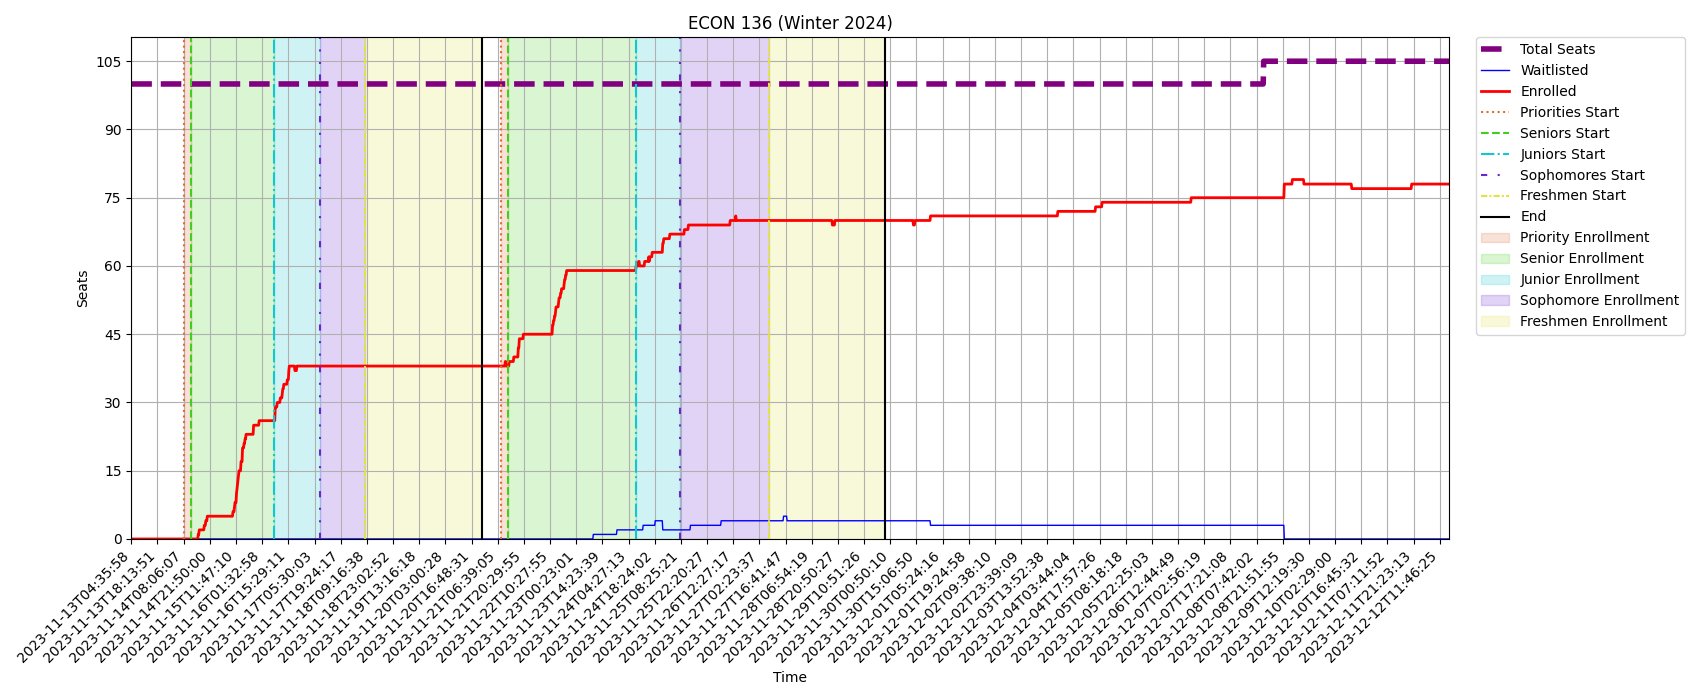 ECON 136 (Winter 2024)
105
90
75
60
45
30
15
0
Seats
2023-11-13T04:35:58
2023-11-13T18:13:51
2023-11-14T08:06:07
2023-11-14T21:50:00
2023-11-15T11:47:10
2023-11-16T01:32:58
2023-11-16T15:29:11
2023-11-17T05:30:03
2023-11-17T19:24:17
2023-11-18T09:16:38
2023-11-18T23:02:52
2023-11-19T13:16:18
2023-11-20T03:00:28
2023-11-20T16:48:31
2023-11-21T06:39:05
2023-11-21T20:29:55
2023-11-22T10:27:55
2023-11-23T00:23:01
2023-11-23T14:23:39
2023-11-24T04:27:13
2023-11-24T18:24:02
2023-11-25T08:25:21
2023-11-25T22:20:27
2023-11-26T12:27:17
2023-11-27T02:23:37
2023-11-27T16:41:47
2023-11-28T06:54:19
2023-11-28T20:50:27
2023-11-29T10:51:26
2023-11-30T00:50:10
2023-11-30T15:06:50
2023-12-01T05:24:16
2023-12-01T19:24:58
2023-12-02T09:38:10
2023-12-02T23:39:09
2023-12-03T13:52:38
2023-12-04T03:44:04
2023-12-04T17:57:26
2023-12-05T08:18:18
2023-12-05T22:25:03
2023-12-06T12:44:49
2023-12-07T02:56:19
2023-12-07T17:21:08
2023-12-08T07:42:02
2023-12-08T21:51:55
2023-12-09T12:19:30
2023-12-10T02:29:00
2023-12-10T16:45:32
2023-12-11T07:11:52
2023-12-11T21:23:13
2023-12-12T11:46:25
Time
Total Seats
Waitlisted
Enrolled
Priorities Start
Seniors Start
Juniors Start
Sophomores Start
Freshmen Start
End
Priority Enrollment
Senior Enrollment
Junior Enrollment
Sophomore Enrollment
Freshmen Enrollment